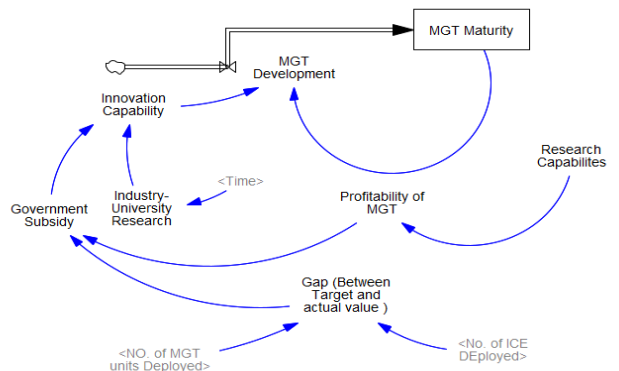 MGT Maturity
MGT
Development
Innovation
Capability
Research
Capabilites
<Time>
Industry-
University
Research
Profitability of
MGT
Government
Subsidy
Gap (Between
Target and
actual value )
<NO. of MGT
units Deployed>
<No. of ICE
DEployed>